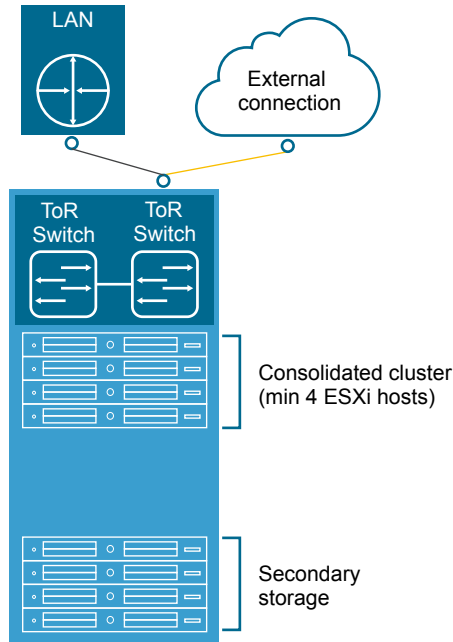 LAN
External
connection
ToR
Switch
ToR
Switch
Consolidated cluster
(min 4 ESXi hosts)
Secondary
storage